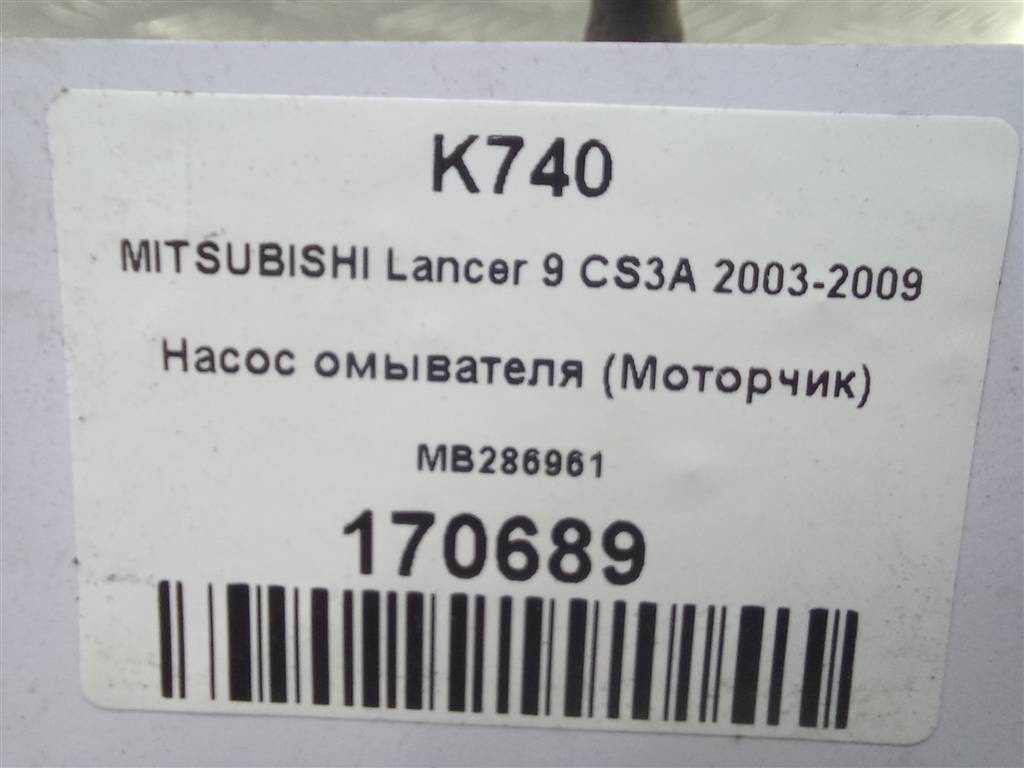 K740
MITSUBISHI Lancer 9 CS3A 2003-2009
Насос омывателя (Моторчик)
MB286961
170689